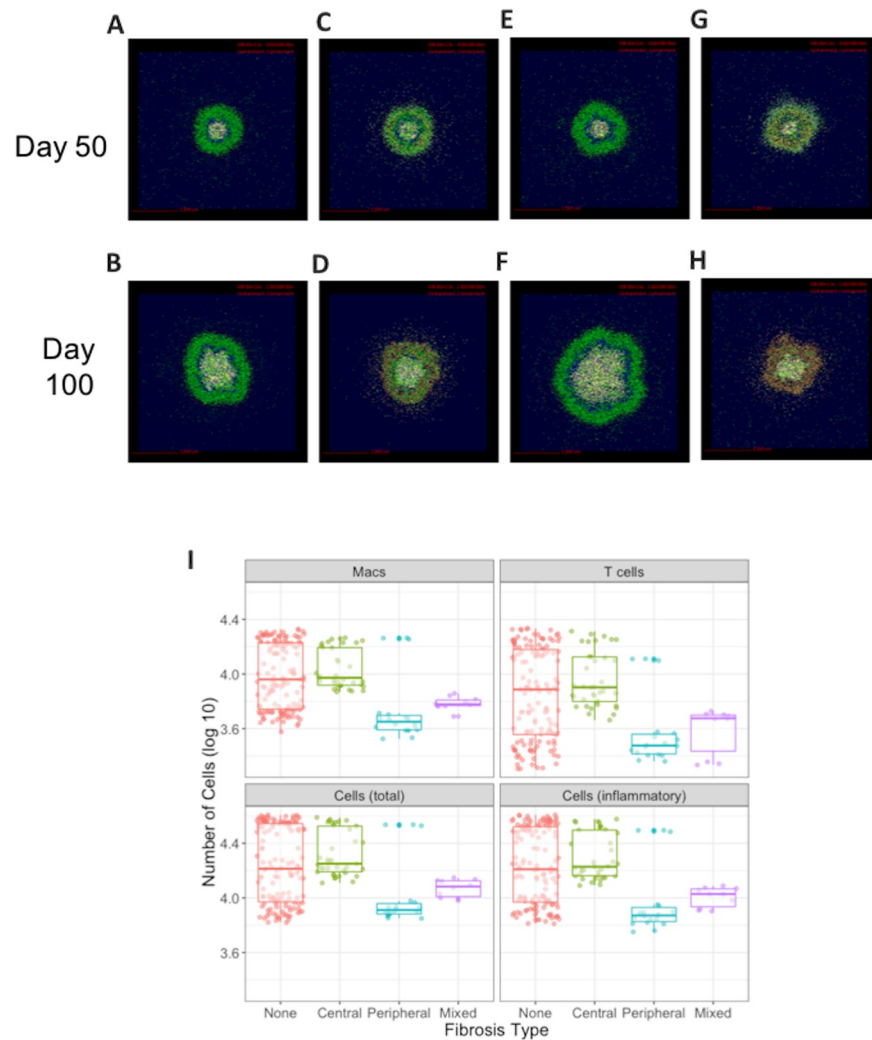 A
C
E
G
Day 50
B
D
F
H
Day
100
I
Macs
T cells
4.4
4.0
3.6
Cells (total)
Cells (inflammatory)
4.4
4.0
3.6
Number of Cells (log 10)
None Central Peripheral Mixed
None Central Peripheral Mixed
Fibrosis Type